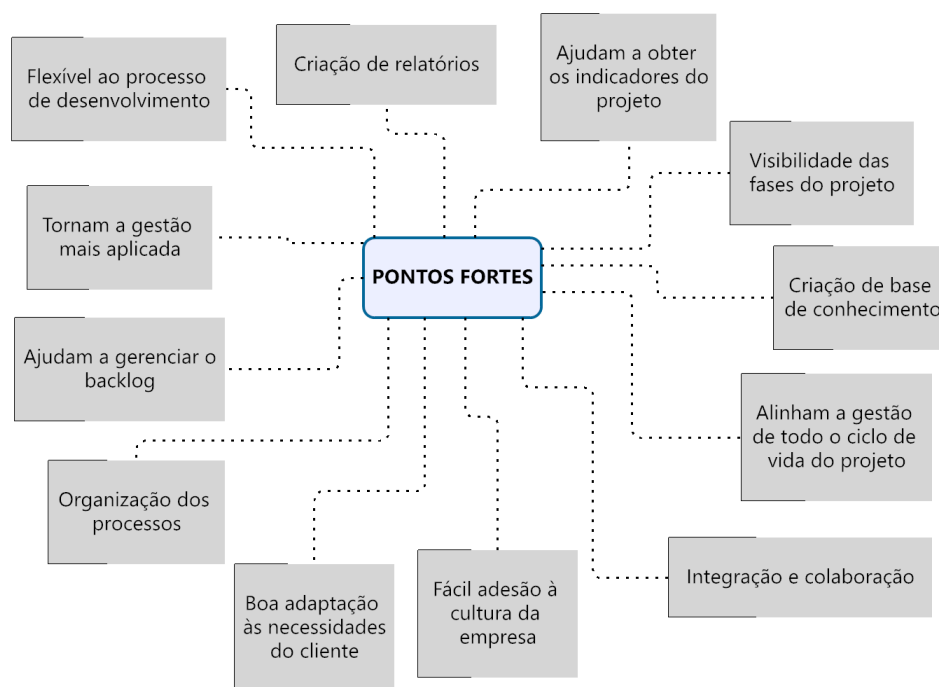 Flexível ao processo
de desenvolvimento
Criação de relatórios
Ajudam a obter
os indicadores do
projeto
Visibilidade das
fases do projeto
Tornam a gestão
mais aplicada
PONTOS FORTES
Criação de base
de conhecimento
Ajudam a gerenciar o
backlog
Alinham a gestão
de todo o ciclo de
vida do projeto
Organização dos
processos
Boa adaptação
às necessidades
do cliente
Fácil adesão à
cultura da
empresa
Integração e colaboração